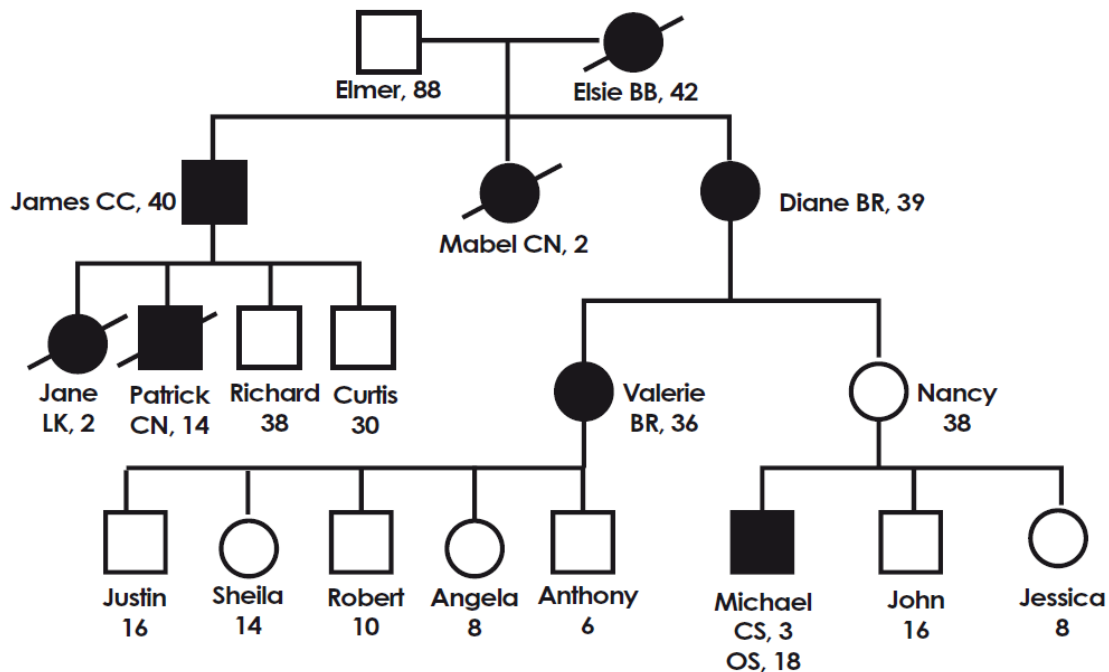 Elmer, 88
Elsie BB, 42
James CC, 40
Mabel CN, 2
Diane BR, 39
Jane
LK, 2
Patrick
CN, 14
Richard
38
Curtis
30
Valerie
BR, 36
Nancy
38
Justin
16
Sheila
14
Robert
10
Angela
8
Anthony
6
Michael
CS, 3
OS, 18
John
16
Jessica
8